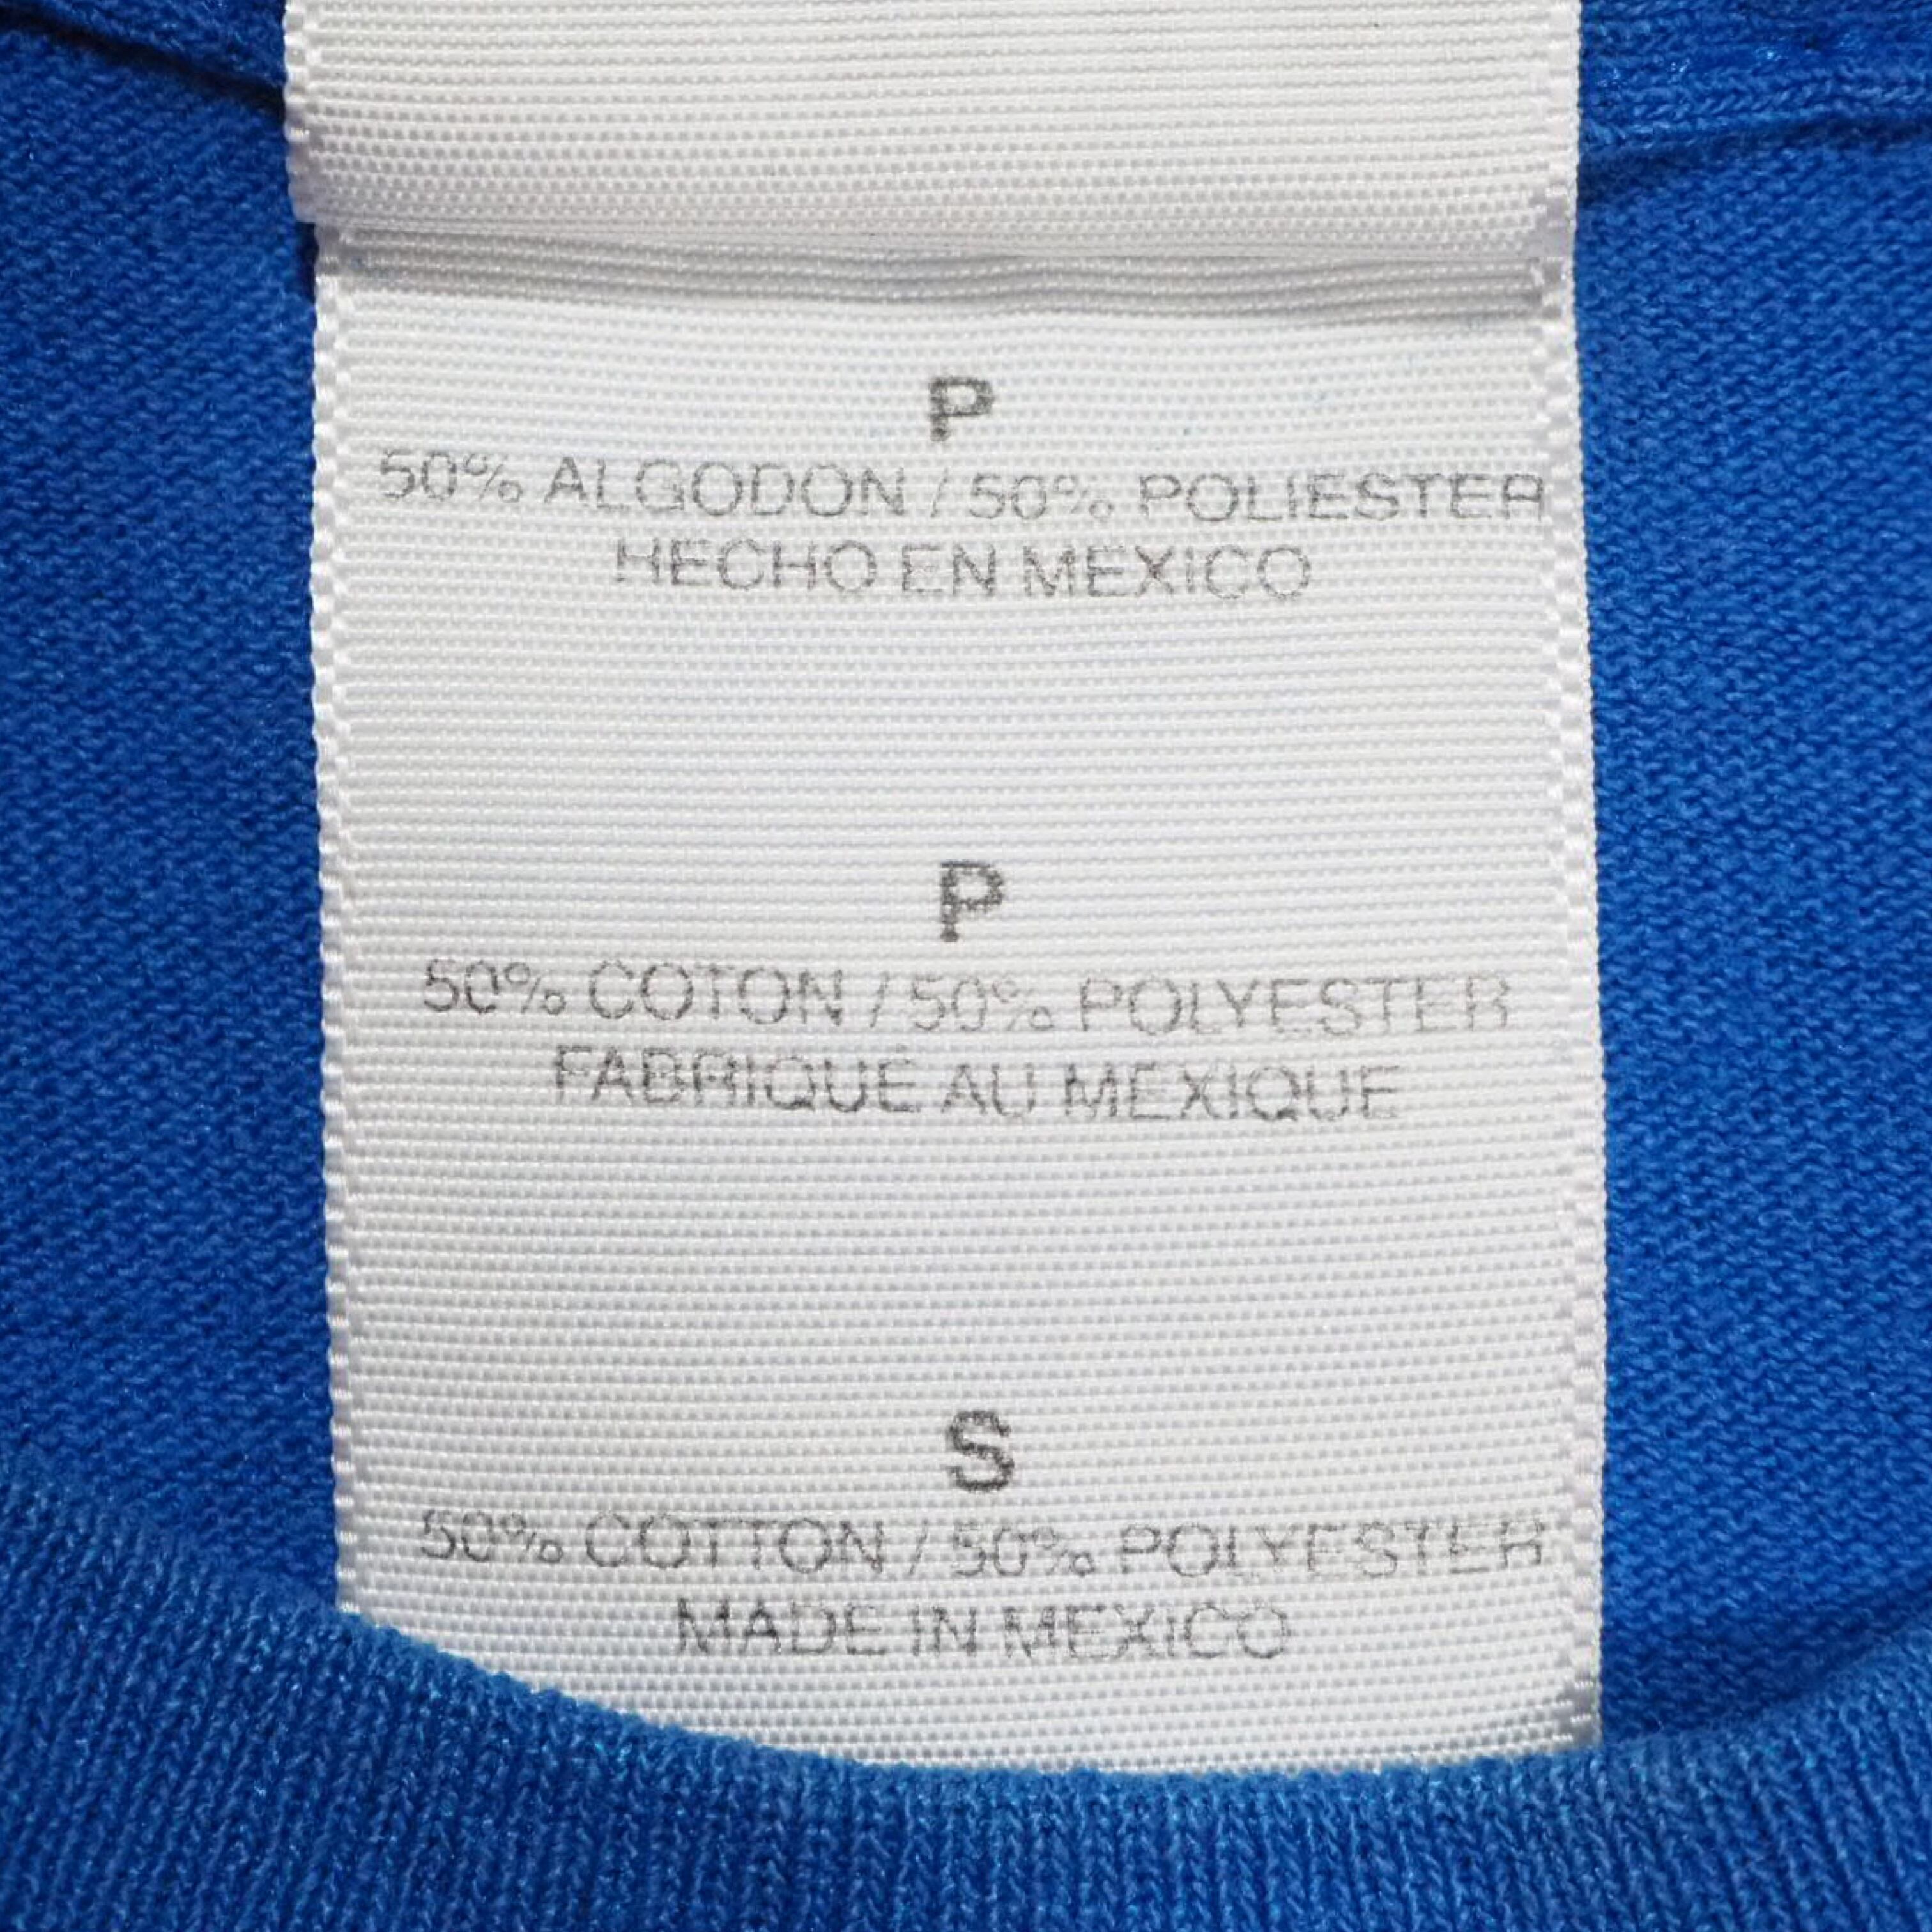 P
50% ALGODON / 50% POLIESTER
HECHO EN MEXICO
P
50% COTON / 50% POLYESTER
FABRIQUÉ AU MEXIQUE
S
50% COTTON / 50% POLYESTER
MADE IN MEXICO